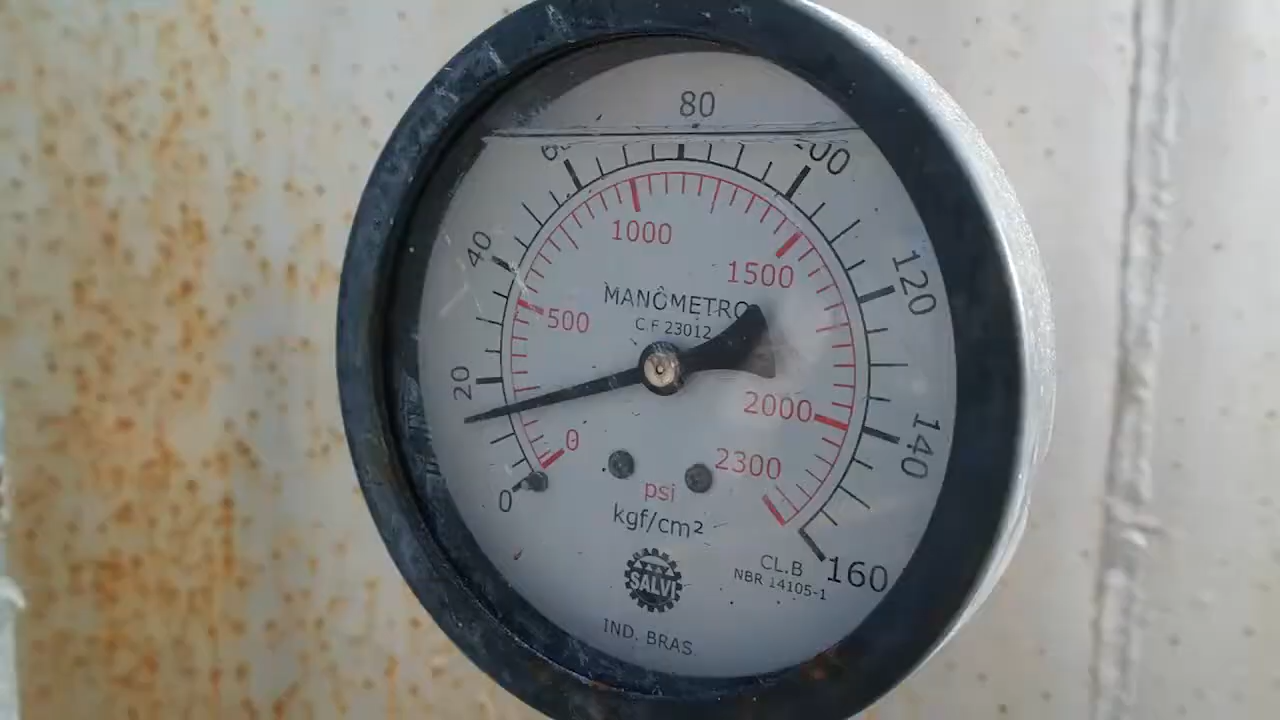 80
60
100
40
120
1000
1500
MANÔMETRO
C.F 23012
500
20
2000
140
0
2300
0
psi
kgf/cm²
CL.B
160
NBR 14105-1
SALVI
IND. BRAS.